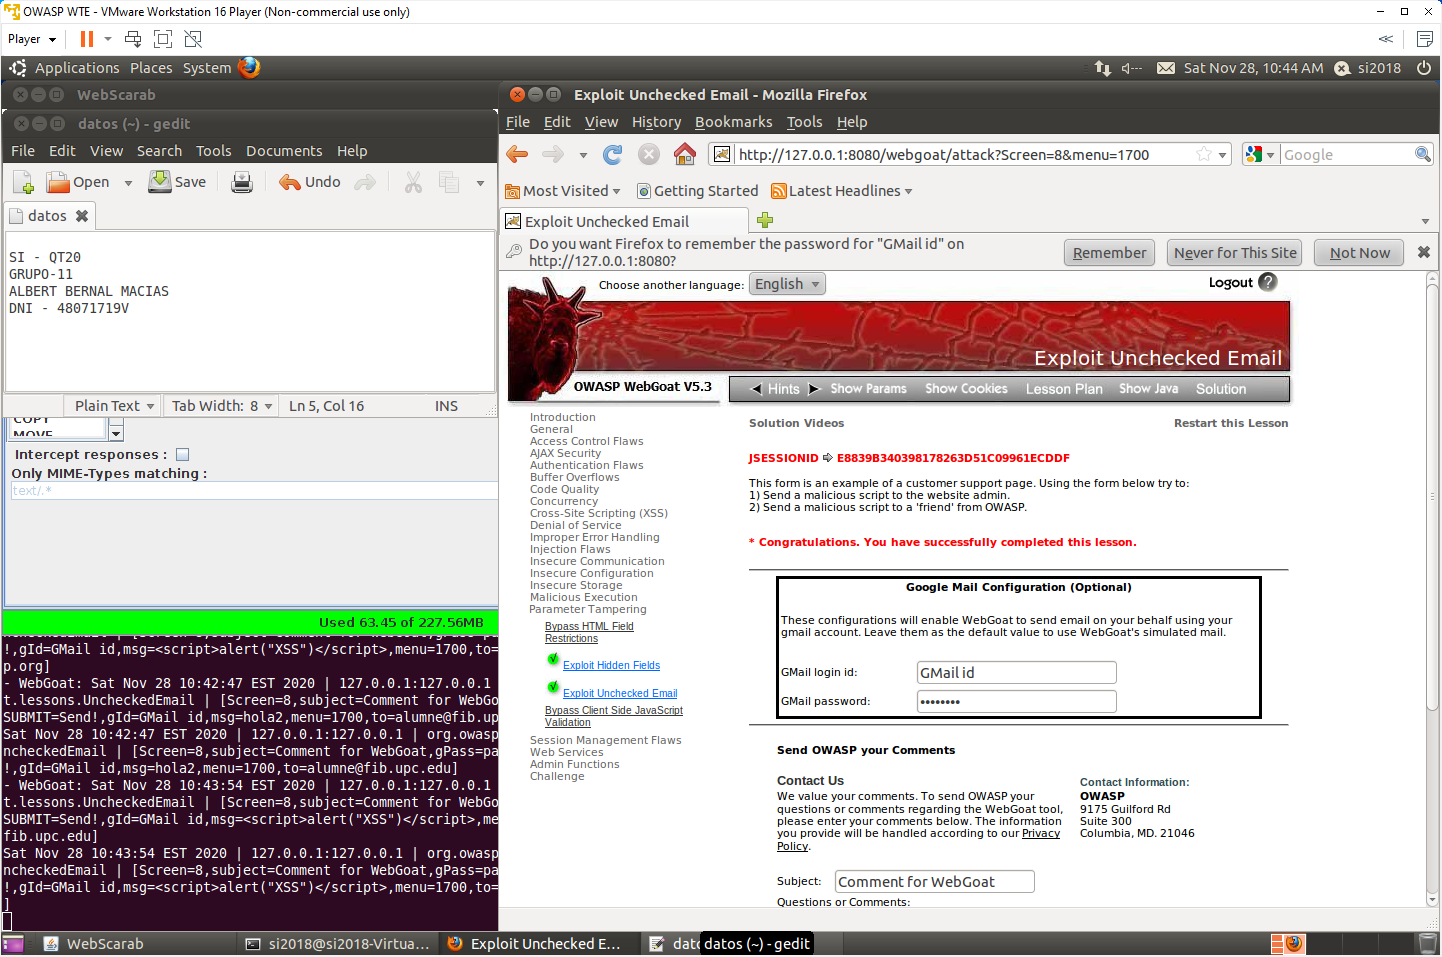 OWASP WTE - VMware Workstation 16 Player (Non-commercial use only)
Player
Applications Places System
Sat Nov 28, 10:44 AM si2018
WebScarab
datos (~) - gedit
File Edit View Search Tools Documents Help
Open Save Undo
datos
SI - QT20
GRUPO-11
ALBERT BERNAL MACIAS
DNI - 48071719V
Plain Text Tab Width: 8 Ln 5, Col 16 INS
COPY
MOVE
Intercept responses :
Only MIME-Types matching :
text/.*
Used 63.45 of 227.56MB
!,gId=GMail id,msg=<script>alert("XSS")</script>,menu=1700,to=
p.org]
- WebGoat: Sat Nov 28 10:42:47 EST 2020 | 127.0.0.1:127.0.0.1
t.lessons.UncheckedEmail | [Screen=8,subject=Comment for WebGo
SUBMIT=Send!,gId=GMail id,msg=hola2,menu=1700,to=alumne@fib.up
Sat Nov 28 10:42:47 EST 2020 | 127.0.0.1:127.0.0.1 | org.owasp
ncheckedEmail | [Screen=8,subject=Comment for WebGoat,gPass=pa
!,gId=GMail id,msg=hola2,menu=1700,to=alumne@fib.upc.edu]
- WebGoat: Sat Nov 28 10:43:54 EST 2020 | 127.0.0.1:127.0.0.1
t.lessons.UncheckedEmail | [Screen=8,subject=Comment for WebGo
SUBMIT=Send!,gId=GMail id,msg=<script>alert("XSS")</script>,me
fib.upc.edu]
Sat Nov 28 10:43:54 EST 2020 | 127.0.0.1:127.0.0.1 | org.owasp
ncheckedEmail | [Screen=8,subject=Comment for WebGoat,gPass=pa
!,gId=GMail id,msg=<script>alert("XSS")</script>,menu=1700,to=
]
Exploit Unchecked Email - Mozilla Firefox
File Edit View History Bookmarks Tools Help
http://127.0.0.1:8080/webgoat/attack?Screen=8&menu=1700
Google
Most Visited Getting Started Latest Headlines
Exploit Unchecked Email
Do you want Firefox to remember the password for "GMail id" on
http://127.0.0.1:8080?
Remember Never for This Site Not Now
Choose another language: English
Logout ?
Exploit Unchecked Email
OWASP WebGoat V5.3
Hints Show Params Show Cookies Lesson Plan Show Java Solution
Introduction
General
Access Control Flaws
AJAX Security
Authentication Flaws
Buffer Overflows
Code Quality
Concurrency
Cross-Site Scripting (XSS)
Denial of Service
Improper Error Handling
Injection Flaws
Insecure Communication
Insecure Configuration
Insecure Storage
Malicious Execution
Parameter Tampering
Bypass HTML Field
Restrictions
Exploit Hidden Fields
Exploit Unchecked Email
Bypass Client Side JavaScript
Validation
Session Management Flaws
Web Services
Admin Functions
Challenge
Solution Videos Restart this Lesson
JSESSIONID ⇨ E8839B340398178263D51C09961ECDDF
This form is an example of a customer support page. Using the form below try to:
1) Send a malicious script to the website admin.
2) Send a malicious script to a 'friend' from OWASP.
* Congratulations. You have successfully completed this lesson.
Google Mail Configuration (Optional)
These configurations will enable WebGoat to send email on your behalf using your
gmail account. Leave them as the default value to use WebGoat's simulated mail.
GMail login id: GMail id
GMail password: ••••••••
Send OWASP your Comments
Contact Us
We value your comments. To send OWASP your
questions or comments regarding the WebGoat tool,
please enter your comments below. The information
you provide will be handled according to our Privacy
Policy.
Contact Information:
OWASP
9175 Guilford Rd
Suite 300
Columbia, MD. 21046
Subject: Comment for WebGoat
Questions or Comments:
WebScarab
si2018@si2018-Virtua...
Exploit Unchecked E...
dato
datos (~) - gedit